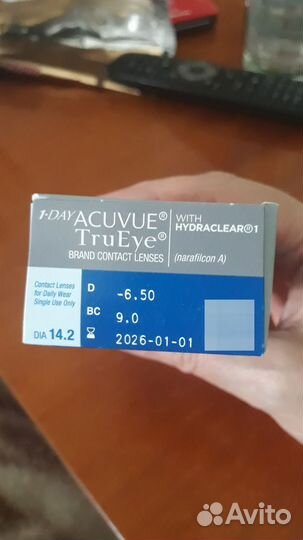 1-DAY ACUVUE®
TruEye®
BRAND CONTACT LENSES
WITH
HYDRACLEAR®1
(narafilcon A)
Contact Lenses
for Daily Wear
Single Use Only
DIA 14.2
D -6.50
BC 9.0
2026-01-01
Avito